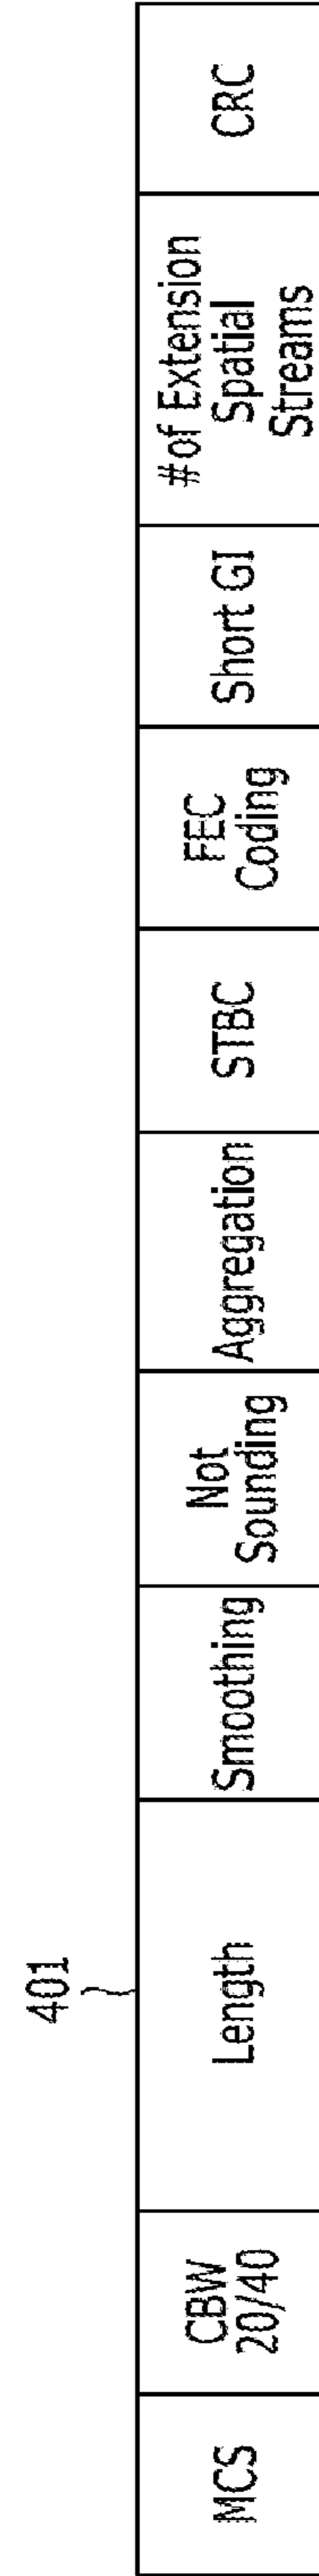 401
MCS
CBW
20/40
Length
Smoothing
Not
Sounding
Aggregation
STBC
FEC
Coding
Short GI
#of Extension
Spatial
Streams
CRC